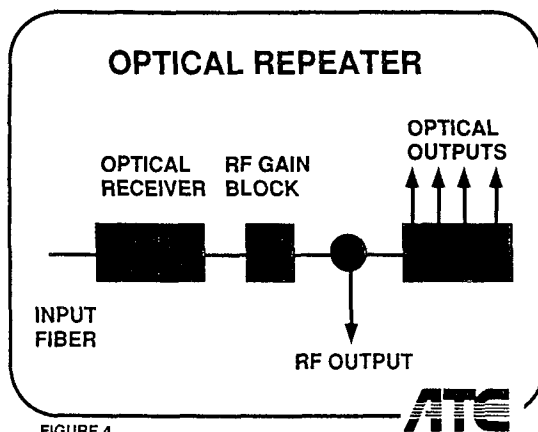 OPTICAL REPEATER
OPTICAL
OUTPUTS
OPTICAL
RECEIVER
RF GAIN
BLOCK
INPUT
FIBER
RF OUTPUT
ATC
FIGURE 4